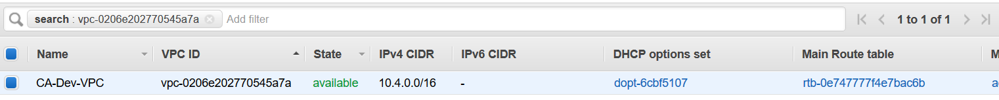 search : vpc-0206e202770545a7a Add filter 1 to 1 of 1
Name VPC ID State IPv4 CIDR IPv6 CIDR DHCP options set Main Route table
CA-Dev-VPC vpc-0206e202770545a7a available 10.4.0.0/16 - dopt-6cbf5107 rtb-0e747777f4e7bac6b